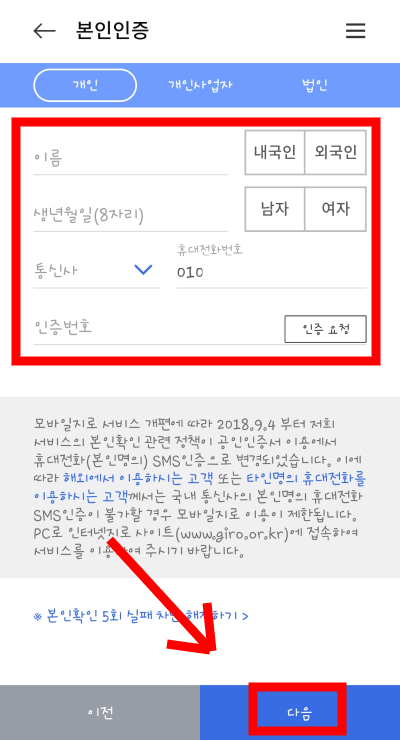 본인인증
개인 개인사업자 법인
이름 내국인 외국인
생년월일(8자리) 남자 여자
휴대전화번호
통신사 010
인증번호 인증 요청
모바일지로 서비스 개편에 따라 2018.9.4 부터 저희
서비스의 본인확인 관련 정책이 공인인증서 이용에서
휴대전화(본인명의) SMS인증으로 변경되었습니다. 이에
따라 해외에서 이용하시는 고객 또는 타인명의 휴대전화를
이용하시는 고객께서는 국내 통신사의 본인명의 휴대전화
SMS인증이 불가할 경우 모바일지로 이용이 제한됩니다.
PC로 인터넷지로 사이트(www.giro.or.kr)에 접속하여
서비스를 이용하여 주시기 바랍니다.
※ 본인확인 5회 실패 차단 해제하기 >
이전 다음